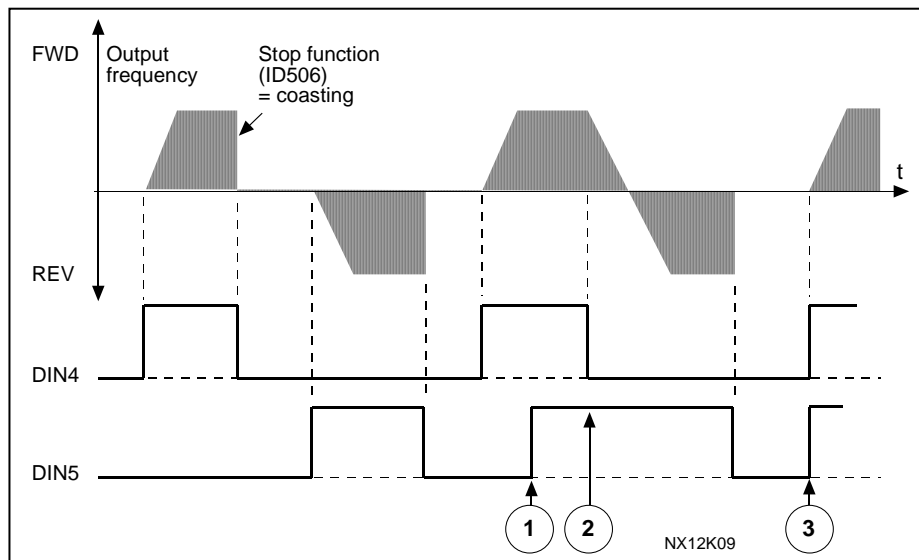 FWD
Output
frequency
Stop function
(ID506)
= coasting
t
REV
DIN4
DIN5
1
2
3
NX12K09